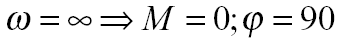 ω = ∞ ⇒ M = 0; φ = 90